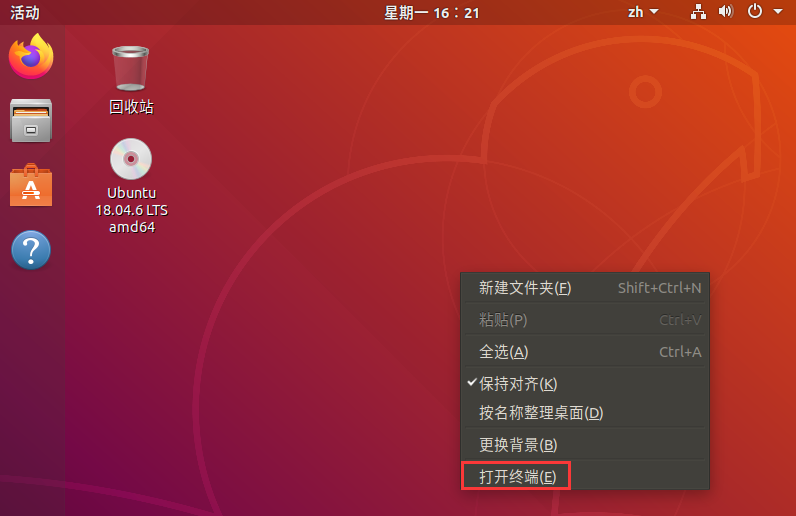 活动
星期一 16：21
zh
回收站
Ubuntu
18.04.6 LTS
amd64
新建文件夹(F) Shift+Ctrl+N
粘贴(P) Ctrl+V
全选(A) Ctrl+A
保持对齐(K)
按名称整理桌面(D)
更换背景(B)
打开终端(E)